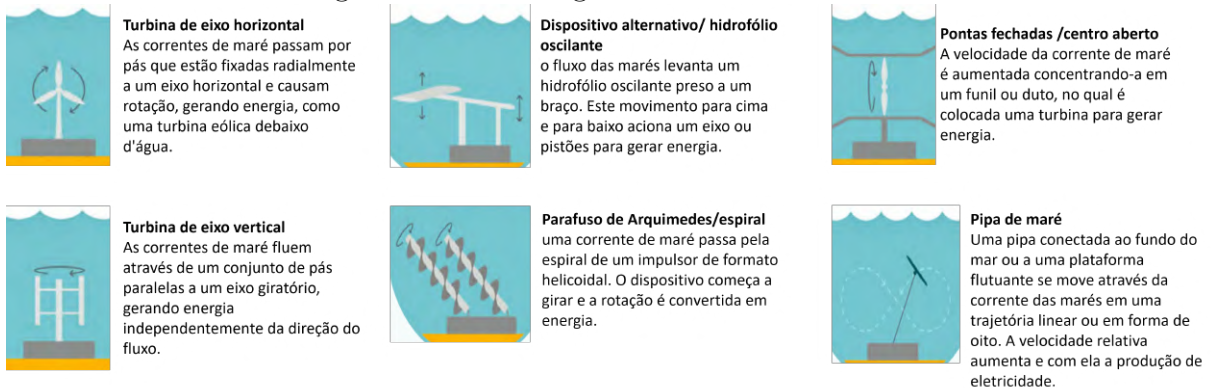 Turbina de eixo horizontal
As correntes de maré passam por
pás que estão fixadas radialmente
a um eixo horizontal e causam
rotação, gerando energia, como
uma turbina eólica debaixo
d'água.
Dispositivo alternativo/ hidrofólio
oscilante
o fluxo das marés levanta um
hidrofólio oscilante preso a um
braço. Este movimento para cima
e para baixo aciona um eixo ou
pistões para gerar energia.
Pontas fechadas /centro aberto
A velocidade da corrente de maré
é aumentada concentrando-a em
um funil ou duto, no qual é
colocada uma turbina para gerar
energia.
Turbina de eixo vertical
As correntes de maré fluem
através de um conjunto de pás
paralelas a um eixo giratório,
gerando energia
independentemente da direção do
fluxo.
Parafuso de Arquimedes/espiral
uma corrente de maré passa pela
espiral de um impulsor de formato
helicoidal. O dispositivo começa a
girar e a rotação é convertida em
energia.
Pipa de maré
Uma pipa conectada ao fundo do
mar ou a uma plataforma
flutuante se move através da
corrente das marés em uma
trajetória linear ou em forma de
oito. A velocidade relativa
aumenta e com ela a produção de
eletricidade.